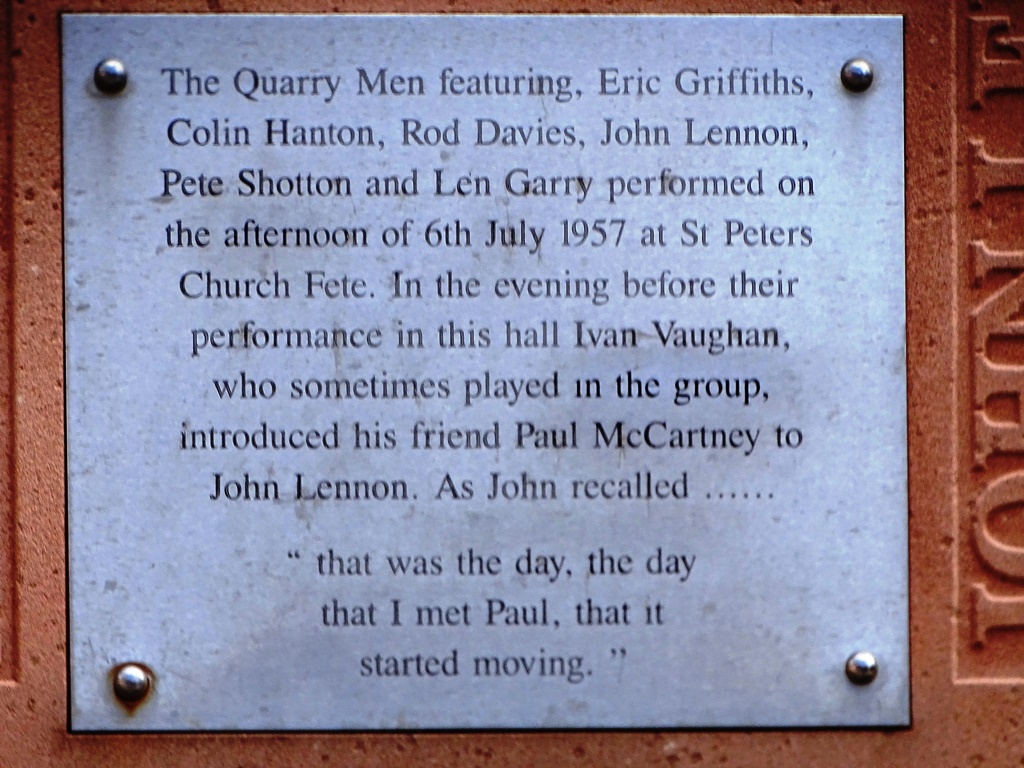 The Quarry Men featuring, Eric Griffiths,
Colin Hanton, Rod Davies, John Lennon,
Pete Shotton and Len Garry performed on
the afternoon of 6th July 1957 at St Peters
Church Fete. In the evening before their
performance in this hall Ivan Vaughan,
who sometimes played in the group,
introduced his friend Paul McCartney to
John Lennon. As John recalled ......
“ that was the day, the day
that I met Paul, that it
started moving. ”